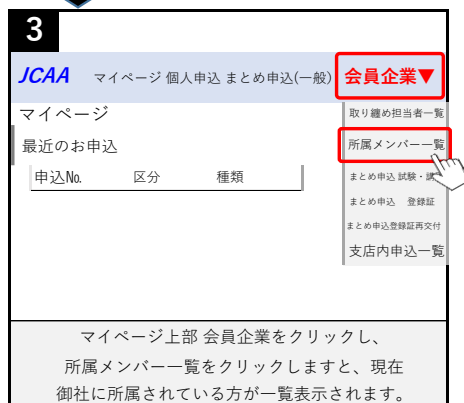 3
JCAA マイページ 個人申込 まとめ申込(一般) 会員企業▼
マイページ
最近のお申込
申込No. 区分 種類
取り纏め担当者一覧
所属メンバー一覧
まとめ申込 試験・講
まとめ申込 登録証
まとめ申込登録証再交付
支店内申込一覧
マイページ上部 会員企業をクリックし、
所属メンバー一覧をクリックしますと、現在
御社に所属されている方が一覧表示されます。